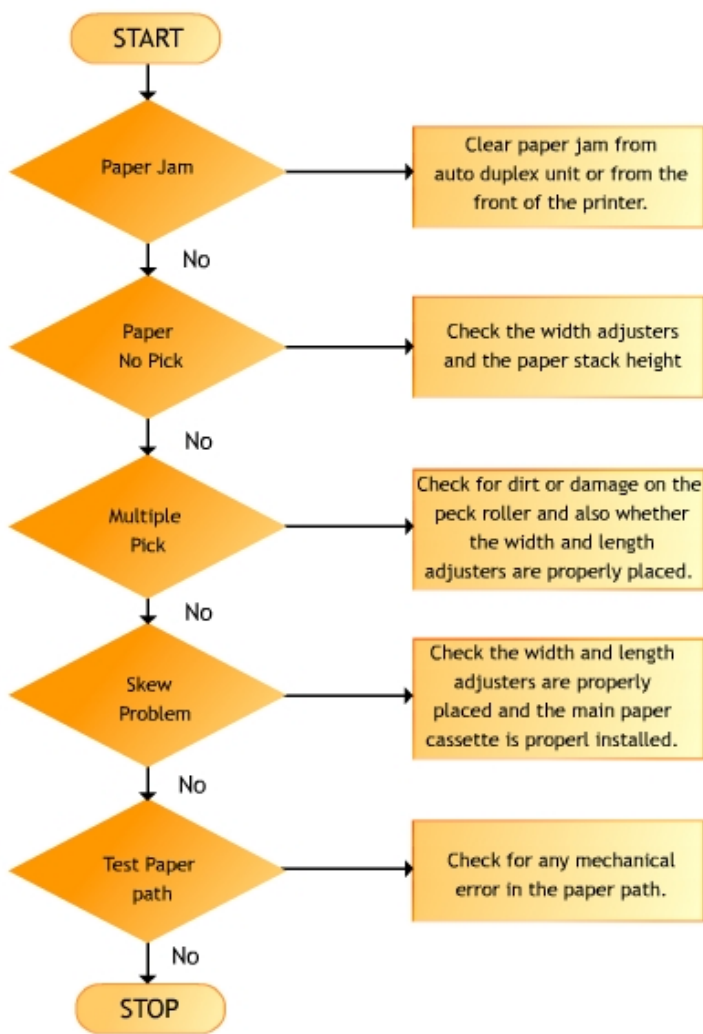 START
Paper Jam
Clear paper jam from
auto duplex unit or from the
front of the printer.
No
Paper
No Pick
Check the width adjusters
and the paper stack height
No
Multiple
Pick
Check for dirt or damage on the
peck roller and also whether
the width and length
adjusters are properly placed.
No
Skew
Problem
Check the width and length
adjusters are properly
placed and the main paper
cassette is properl installed.
No
Test Paper
path
Check for any mechanical
error in the paper path.
No
STOP